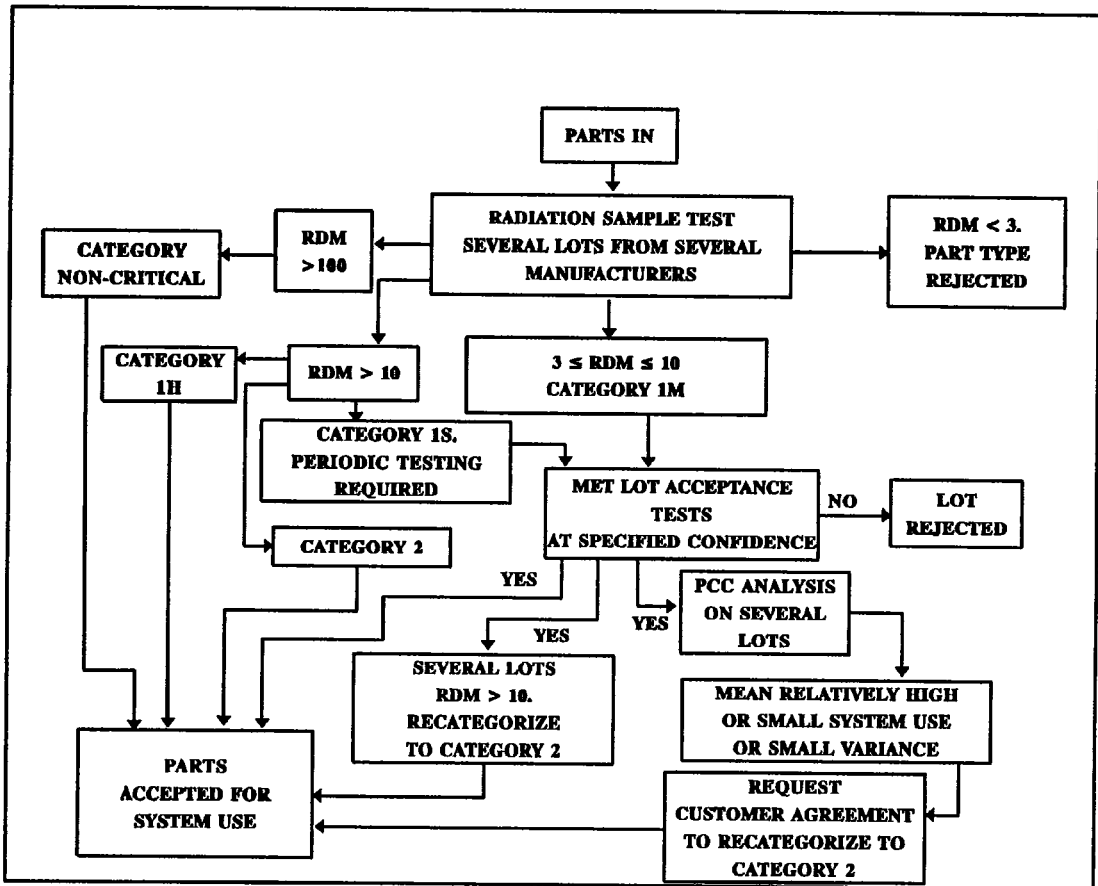 PARTS IN
RADIATION SAMPLE TEST
SEVERAL LOTS FROM SEVERAL
MANUFACTURERS
RDM
>100
CATEGORY
NON-CRITICAL
RDM < 3.
PART TYPE
REJECTED
CATEGORY
1H
RDM > 10
3 ≤ RDM ≤ 10
CATEGORY 1M
CATEGORY 1S.
PERIODIC TESTING
REQUIRED
MET LOT ACCEPTANCE
TESTS
AT SPECIFIED CONFIDENCE
NO
LOT
REJECTED
CATEGORY 2
YES
YES
YES
PCC ANALYSIS
ON SEVERAL
LOTS
SEVERAL LOTS
RDM > 10.
RECATEGORIZE
TO CATEGORY 2
MEAN RELATIVELY HIGH
OR SMALL SYSTEM USE
OR SMALL VARIANCE
PARTS
ACCEPTED FOR
SYSTEM USE
REQUEST
CUSTOMER AGREEMENT
TO RECATEGORIZE TO
CATEGORY 2